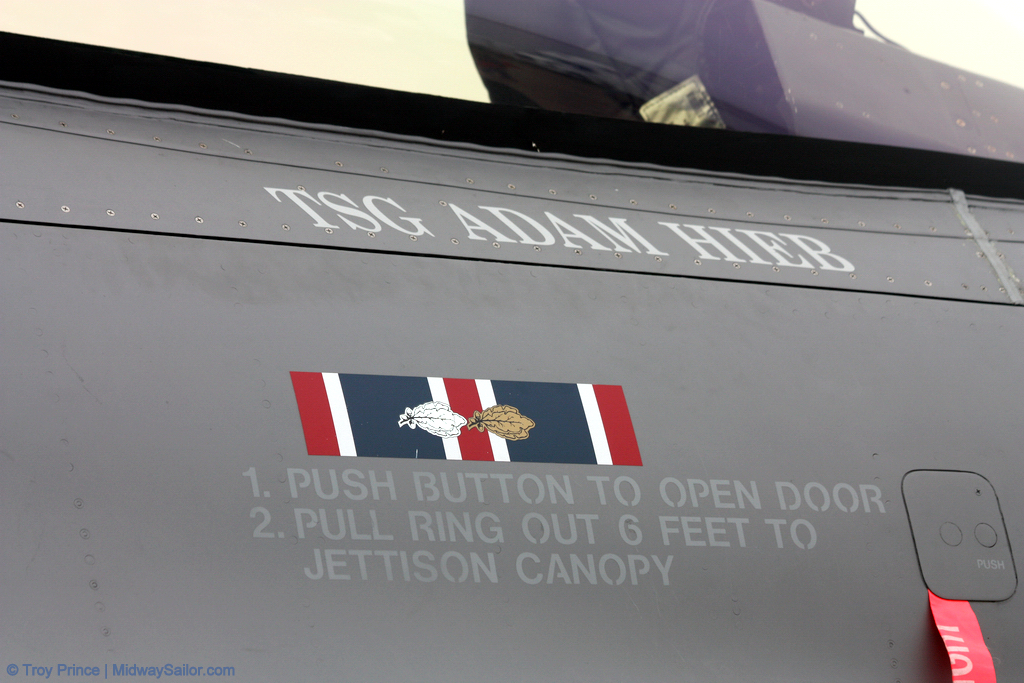 TSG ADAM HIEB
1. PUSH BUTTON TO OPEN DOOR
2. PULL RING OUT 6 FEET TO
JETTISON CANOPY
PUSH
© Troy Prince | MidwaySailor.com